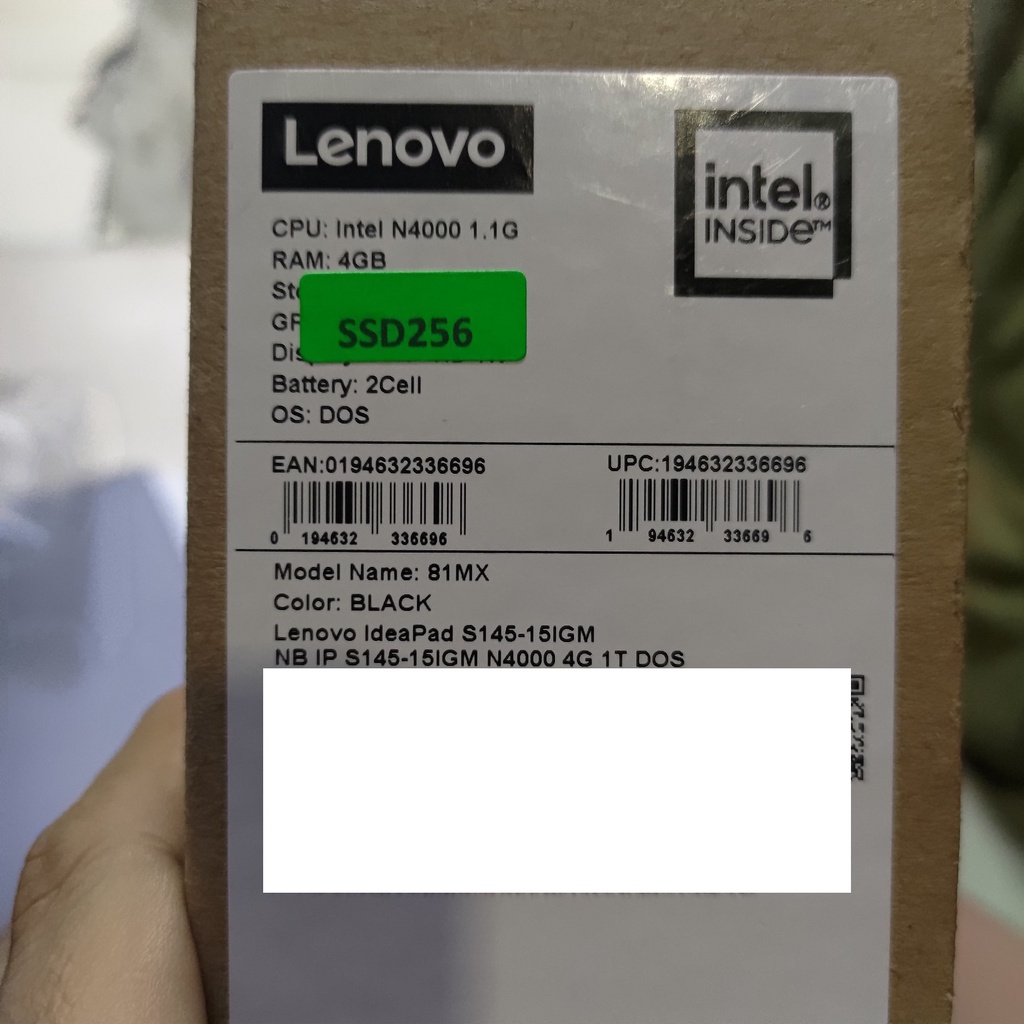 Lenovo
intel®
INSIDE™
CPU: Intel N4000 1.1G
RAM: 4GB
SSD256
Battery: 2Cell
OS: DOS
EAN:0194632336696
UPC:194632336696
0 194632 336696
1 94632 33669 6
Model Name: 81MX
Color: BLACK
Lenovo IdeaPad S145-15IGM
NB IP S145-15IGM N4000 4G 1T DOS